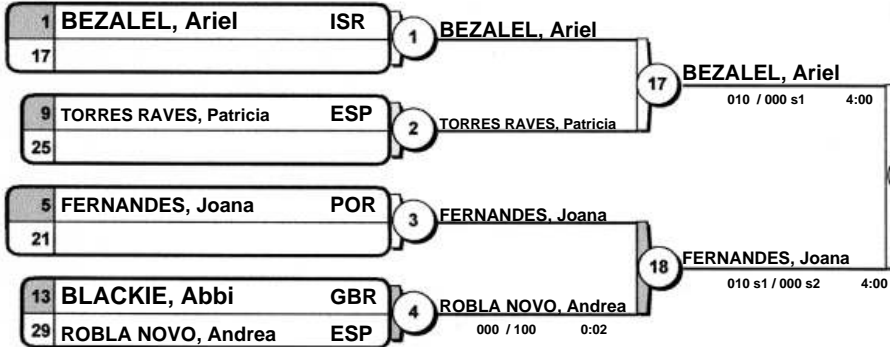 1 BEZALEL, Ariel ISR
17
1 BEZALEL, Ariel
9 TORRES RAVES, Patricia ESP
25
2 TORRES RAVES, Patricia
17 BEZALEL, Ariel
010 / 000 s1 4:00
5 FERNANDES, Joana POR
21
3 FERNANDES, Joana
13 BLACKIE, Abbi GBR
29 ROBLA NOVO, Andrea ESP
4 ROBLA NOVO, Andrea
000 / 100 0:02
18 FERNANDES, Joana
010 s1 / 000 s2 4:00